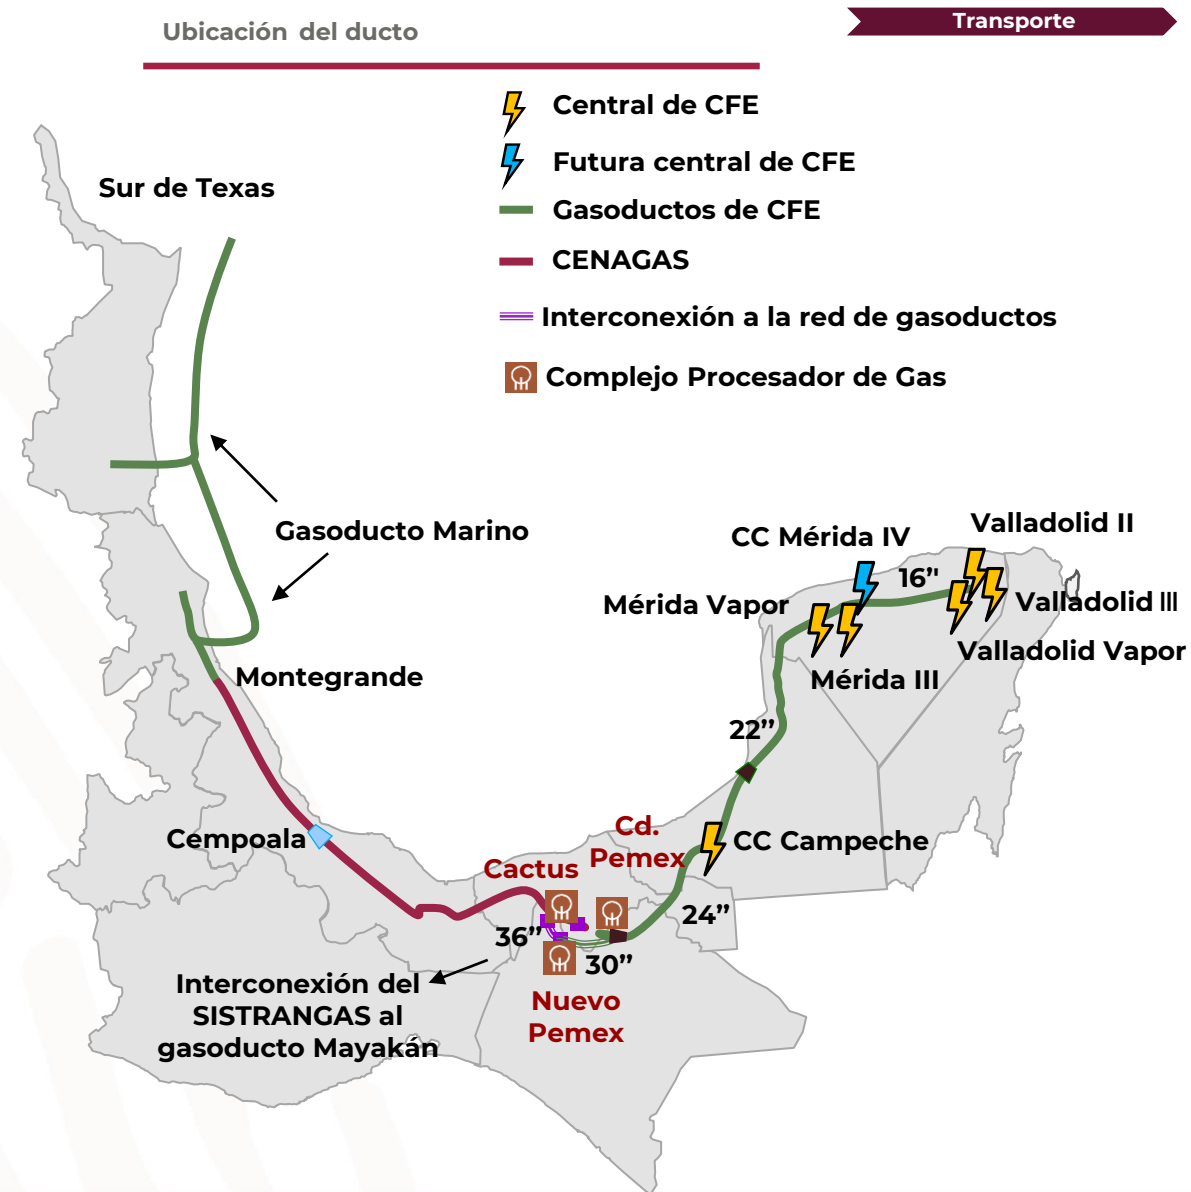 Ubicación del ducto
Transporte
Central de CFE
Futura central de CFE
Gasoductos de CFE
CENAGAS
Interconexión a la red de gasoductos
Complejo Procesador de Gas
Sur de Texas
Gasoducto Marino
Montegrande
Cempoala
Valladolid II
CC Mérida IV
16”
Mérida Vapor
Valladolid III
Valladolid Vapor
Mérida III
22”
Cd.
Pemex
CC Campeche
Cactus
24”
36”
30”
Interconexión del
SISTRANGAS al
gasoducto Mayakán
Nuevo
Pemex